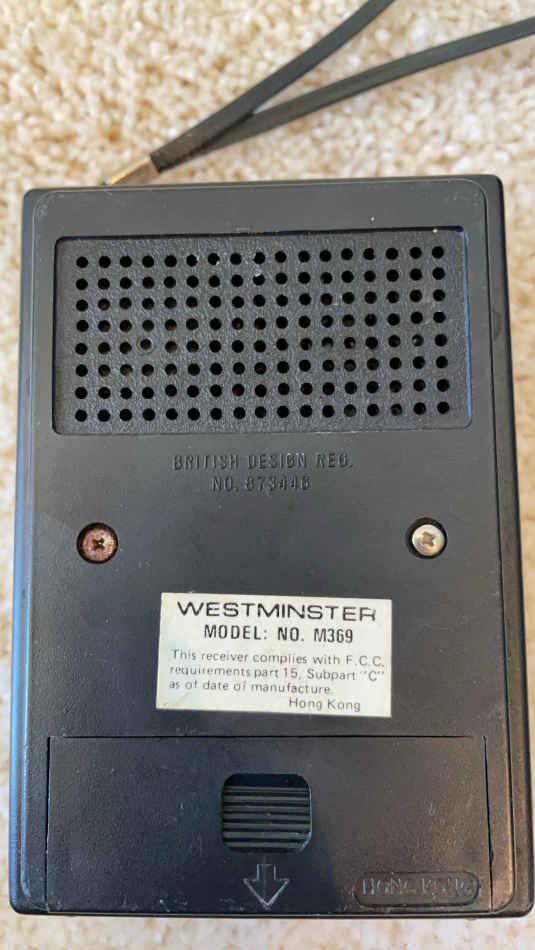 BRITISH DESIGN REG.
NO. 973446
WESTMINSTER
MODEL: NO. M369
This receiver complies with F.C.C.
requirements part 15, Subpart "C"
as of date of manufacture.
Hong Kong
HONG KONG